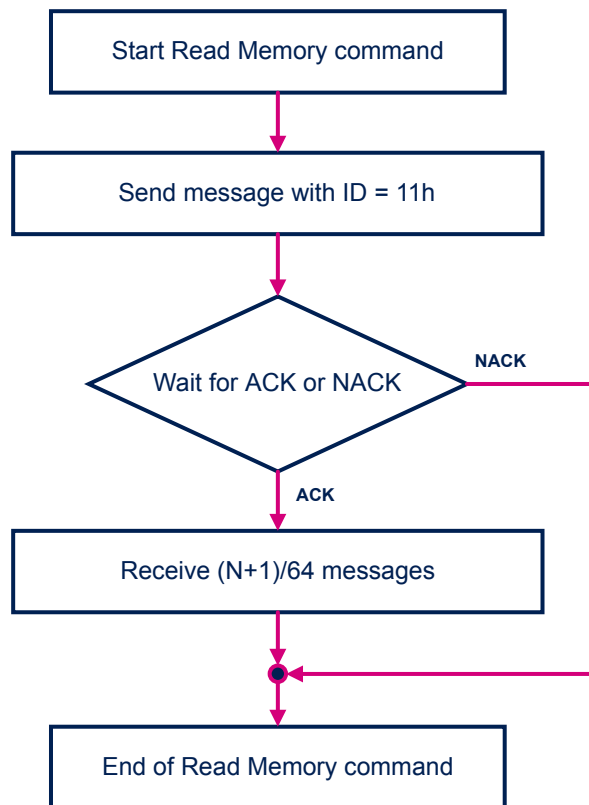 Start Read Memory command
Send message with ID = 11h
Wait for ACK or NACK
NACK
ACK
Receive (N+1)/64 messages
End of Read Memory command